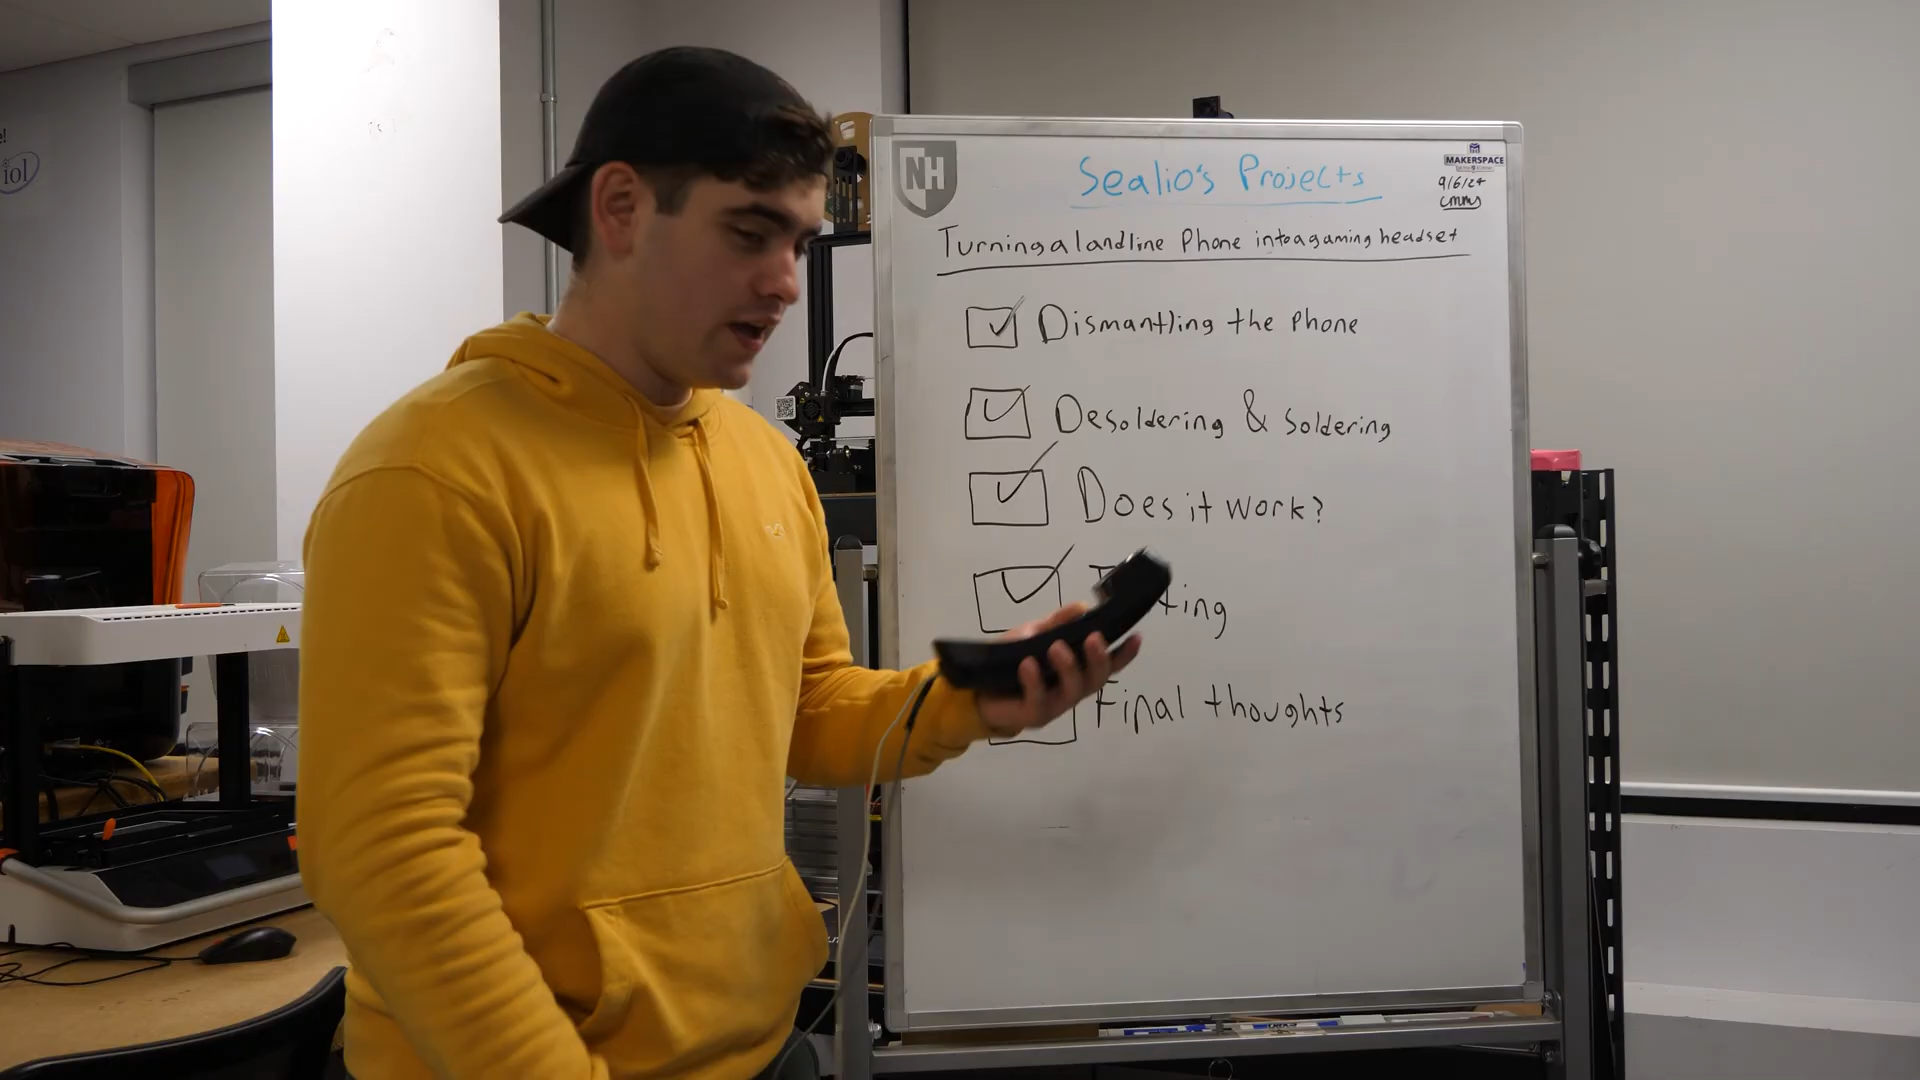 iol
NH
Sealio's Projects
MAKERSPACE
9/6/24
Turning a landline Phone into a gaming headset
Dismantling the Phone
Desoldering & Soldering
Does it work?
Final thoughts